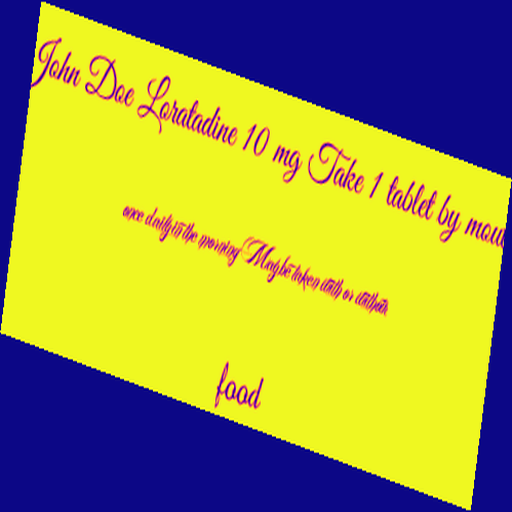 John Doe Loratadine 10 mg Take 1 tablet by mou
once daily in the morning May be taken with or without
food